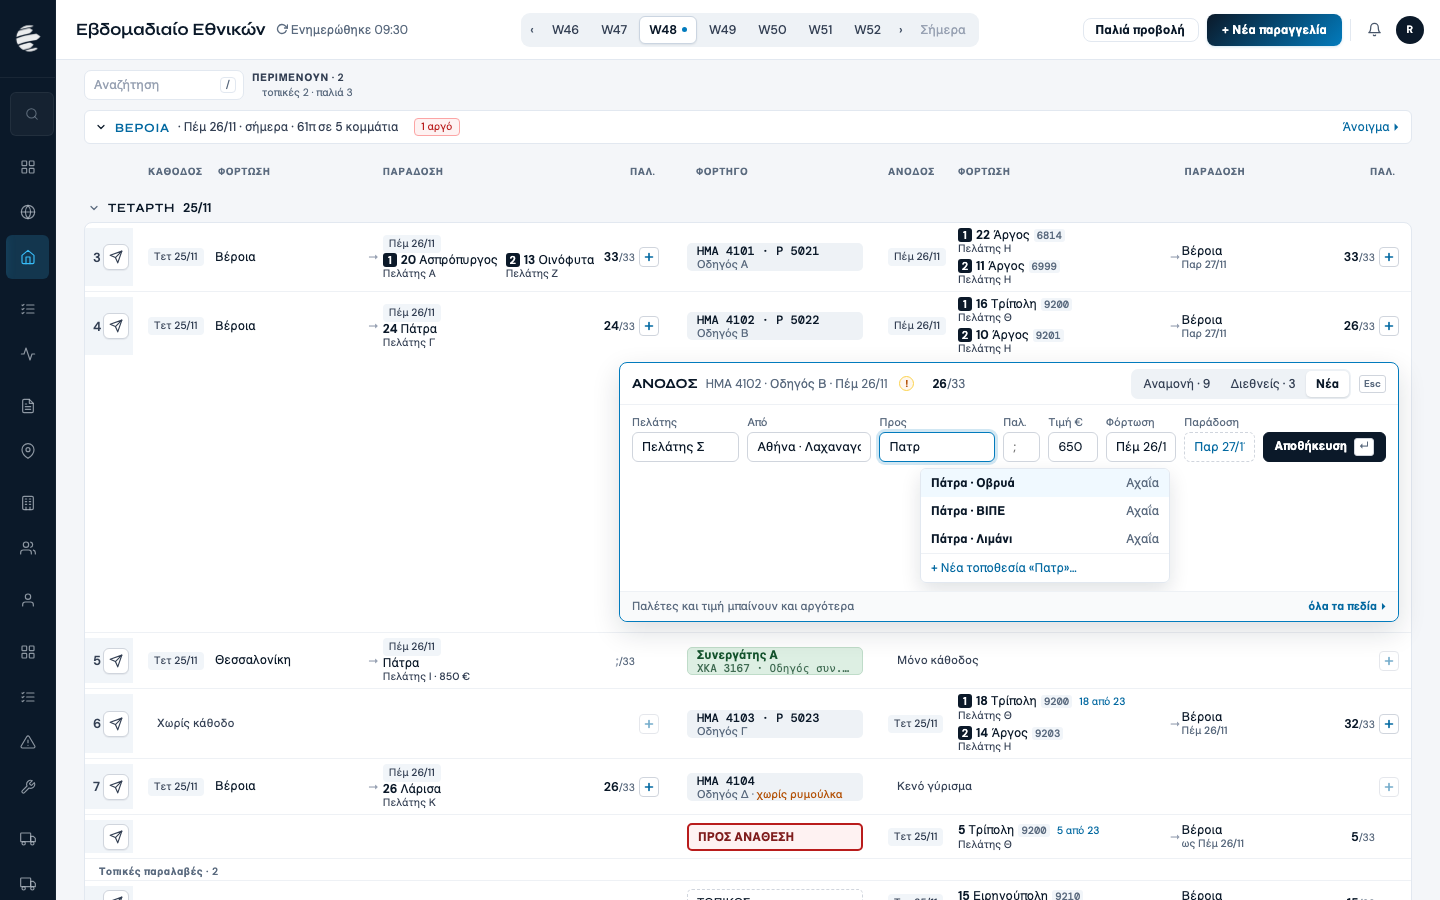 Εβδομαδιαίο Εθνικών
Ενημερώθηκε 09:30
‹ W46 W47 W48 W49 W50 W51 W52 › Σήμερα
Παλιά προβολή
+ Νέα παραγγελία
R
Αναζήτηση /
ΠΕΡΙΜΕΝΟΥΝ · 2
τοπικές 2 · παλιά 3
ΒΕΡΟΙΑ · Πέμ 26/11 · σήμερα · 61π σε 5 κομμάτια 1 αργό Άνοιγμα
ΚΑΘΟΔΟΣ ΦΟΡΤΩΣΗ ΠΑΡΑΔΟΣΗ ΠΑΛ. ΦΟΡΤΗΓΟ ΑΝΟΔΟΣ ΦΟΡΤΩΣΗ ΠΑΡΑΔΟΣΗ ΠΑΛ.
ΤΕΤΑΡΤΗ 25/11
3 Τετ 25/11 Βέροια →
Πέμ 26/11
1 20 Ασπρόπυργος 2 13 Οινόφυτα
Πελάτης Α Πελάτης Ζ
33/33 +
ΗΜΑ 4101 · Ρ 5021
Οδηγός Α
Πέμ 26/11
1 22 Άργος 6814
Πελάτης Η
2 11 Άργος 6999
Πελάτης Η
→ Βέροια
Παρ 27/11
33/33 +
4 Τετ 25/11 Βέροια →
Πέμ 26/11
24 Πάτρα
Πελάτης Γ
24/33 +
ΗΜΑ 4102 · Ρ 5022
Οδηγός Β
Πέμ 26/11
1 16 Τρίπολη 9200
Πελάτης Θ
2 10 Άργος 9201
Πελάτης Η
→ Βέροια
Παρ 27/11
26/33 +
ΑΝΟΔΟΣ ΗΜΑ 4102 · Οδηγός Β · Πέμ 26/11 ! 26/33
Αναμονή · 9 Διεθνείς · 3 Νέα Esc
Πελάτης Από Προς Παλ. Τιμή € Φόρτωση Παράδοση
Πελάτης Σ Αθήνα · Λαχαναγο Πατρ ; 650 Πέμ 26/1 Παρ 27/1 Αποθήκευση ↵
Πάτρα · Οβρυά Αχαΐα
Πάτρα · ΒΙΠΕ Αχαΐα
Πάτρα · Λιμάνι Αχαΐα
+ Νέα τοποθεσία «Πατρ»…
Παλέτες και τιμή μπαίνουν και αργότερα όλα τα πεδία
5 Τετ 25/11 Θεσσαλονίκη →
Πέμ 26/11
Πάτρα
Πελάτης Ι · 850 €
;/33
Συνεργάτης Α
ΧΚΑ 3167 · Οδηγός συν.…
Μόνο κάθοδος +
6 Χωρίς κάθοδο +
ΗΜΑ 4103 · Ρ 5023
Οδηγός Γ
Τετ 25/11
1 18 Τρίπολη 9200 18 από 23
Πελάτης Θ
2 14 Άργος 9203
Πελάτης Η
→ Βέροια
Πέμ 26/11
32/33 +
7 Τετ 25/11 Βέροια →
Πέμ 26/11
26 Λάρισα
Πελάτης Κ
26/33 +
ΗΜΑ 4104
Οδηγός Δ · χωρίς ρυμούλκα
Κενό γύρισμα +
ΠΡΟΣ ΑΝΑΘΕΣΗ
Τετ 25/11
5 Τρίπολη 9200 5 από 23
Πελάτης Θ
→ Βέροια
ως Πέμ 26/11
5/33
Τοπικές παραλαβές · 2
15 Ειρηνούπολη 9210
Βέροια